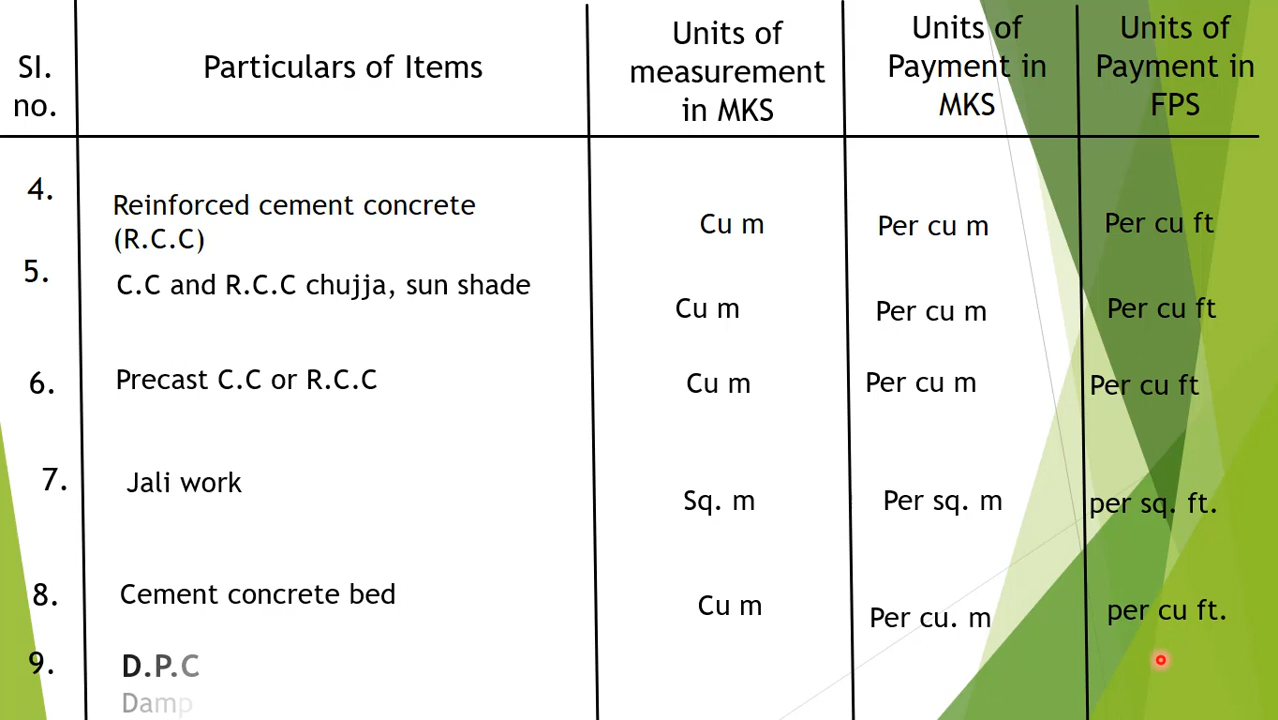 SI.
no.
Particulars of Items
Units of
measurement
in MKS
Units of
Payment in
MKS
Units of
Payment in
FPS
4.
Reinforced cement concrete
(R.C.C)
Cu m
Per cu m
Per cu ft
5.
C.C and R.C.C chujja, sun shade
Cu m
Per cu m
Per cu ft
6.
Precast C.C or R.C.C
Cu m
Per cu m
Per cu ft
7.
Jali work
Sq. m
Per sq. m
per sq. ft.
8.
Cement concrete bed
Cu m
Per cu. m
per cu ft.
9.
D.P.C
Damp